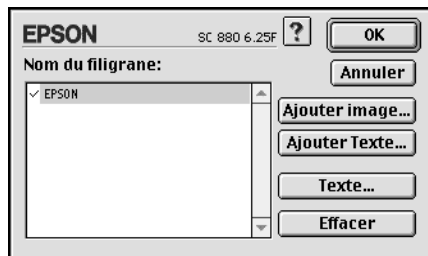 EPSON SC 880 6.25F ? OK
Nom du filigrane: Annuler
EPSON
Ajouter image...
Ajouter Texte...
Texte...
Effacer